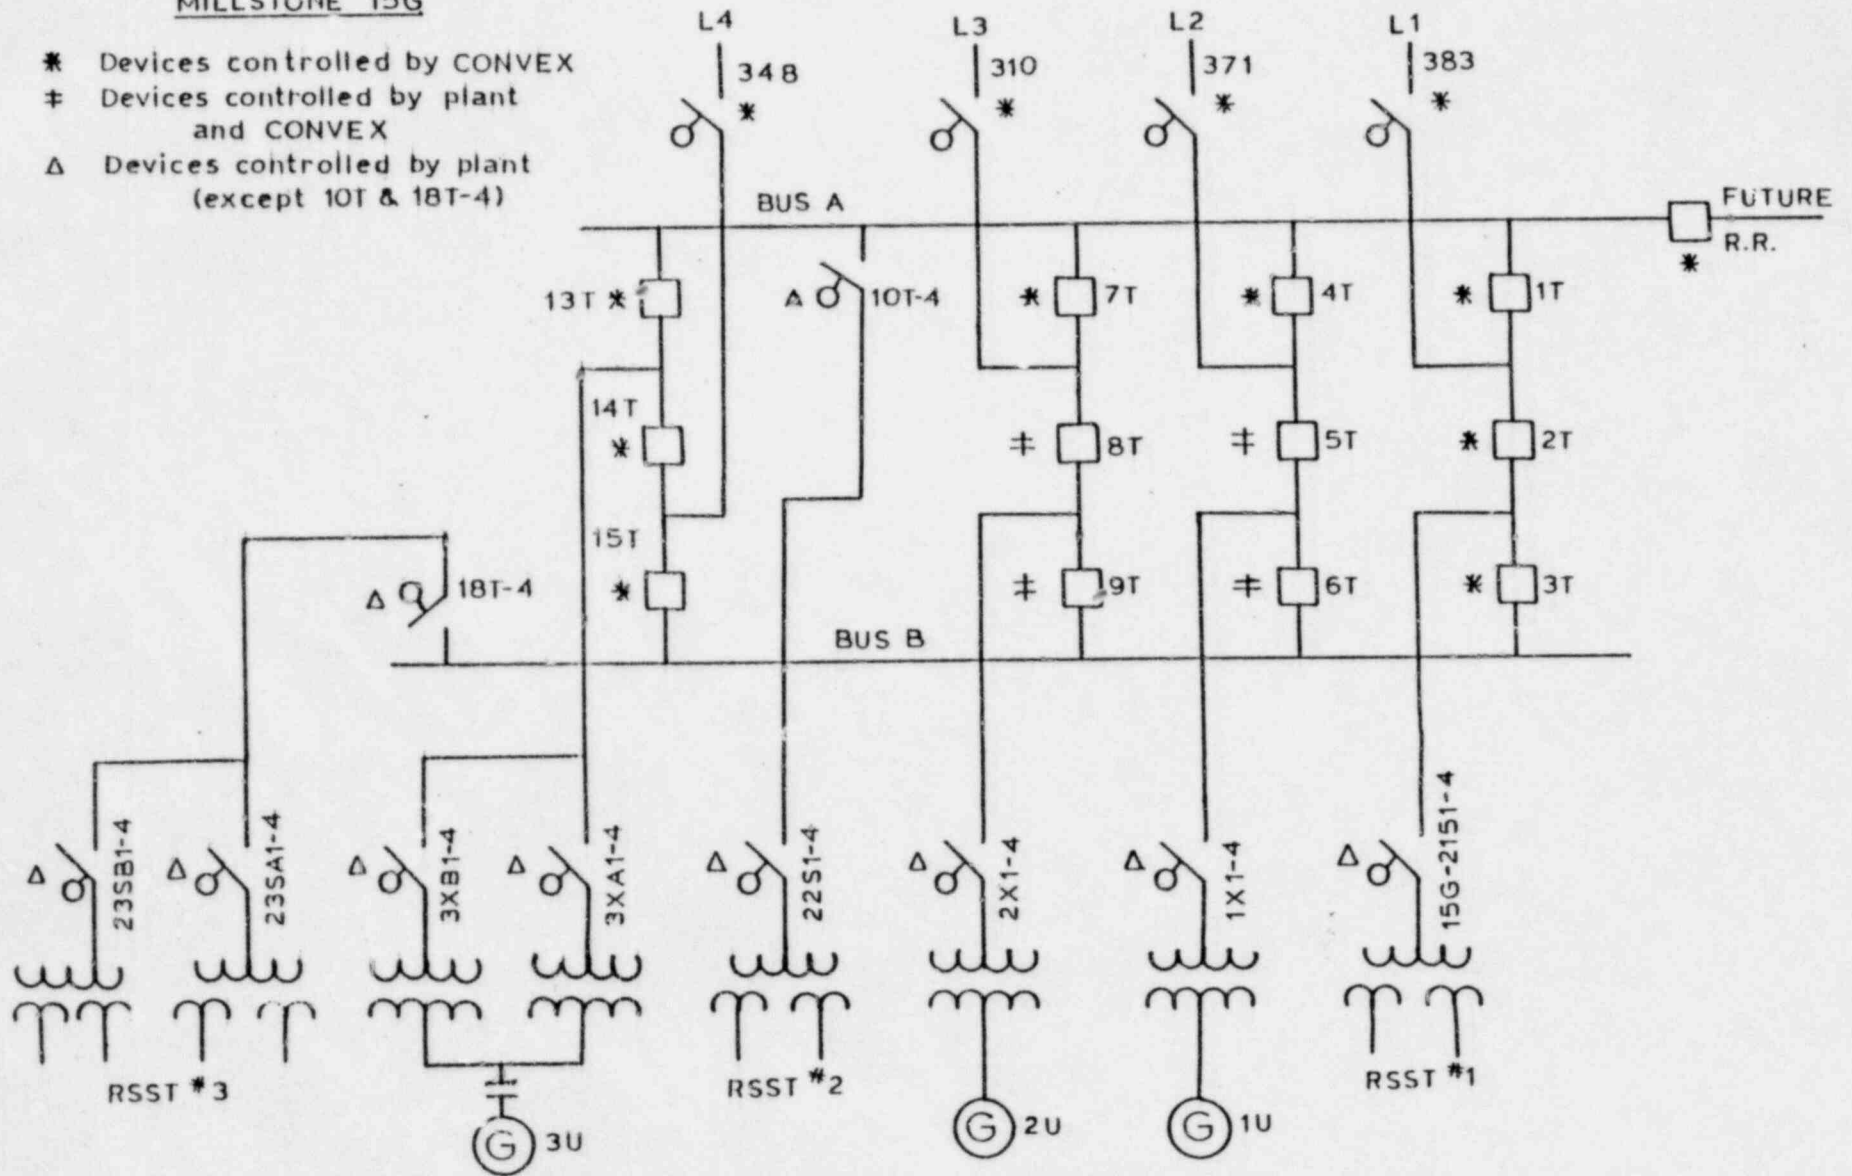 MILLSTONE 15G
* Devices controlled by CONVEX
‡ Devices controlled by plant
and CONVEX
Δ Devices controlled by plant
(except 10T & 18T-4)
L4
L3
L2
L1
348
*
310
*
371
*
383
*
BUS A
FUTURE
R.R.
*
13T *
Δ 10T-4
* 7T
* 4T
* 1T
14T
*
‡ 8T
‡ 5T
* 2T
15T
*
Δ 18T-4
‡ 9T
‡ 6T
* 3T
BUS B
Δ 23SB1-4
Δ 23SA1-4
Δ 3XB1-4
Δ 3XA1-4
Δ 22S1-4
Δ 2X1-4
Δ 1X1-4
Δ 15G-2151-4
RSST #3
RSST #2
RSST #1
G 3U
G 2U
G 1U